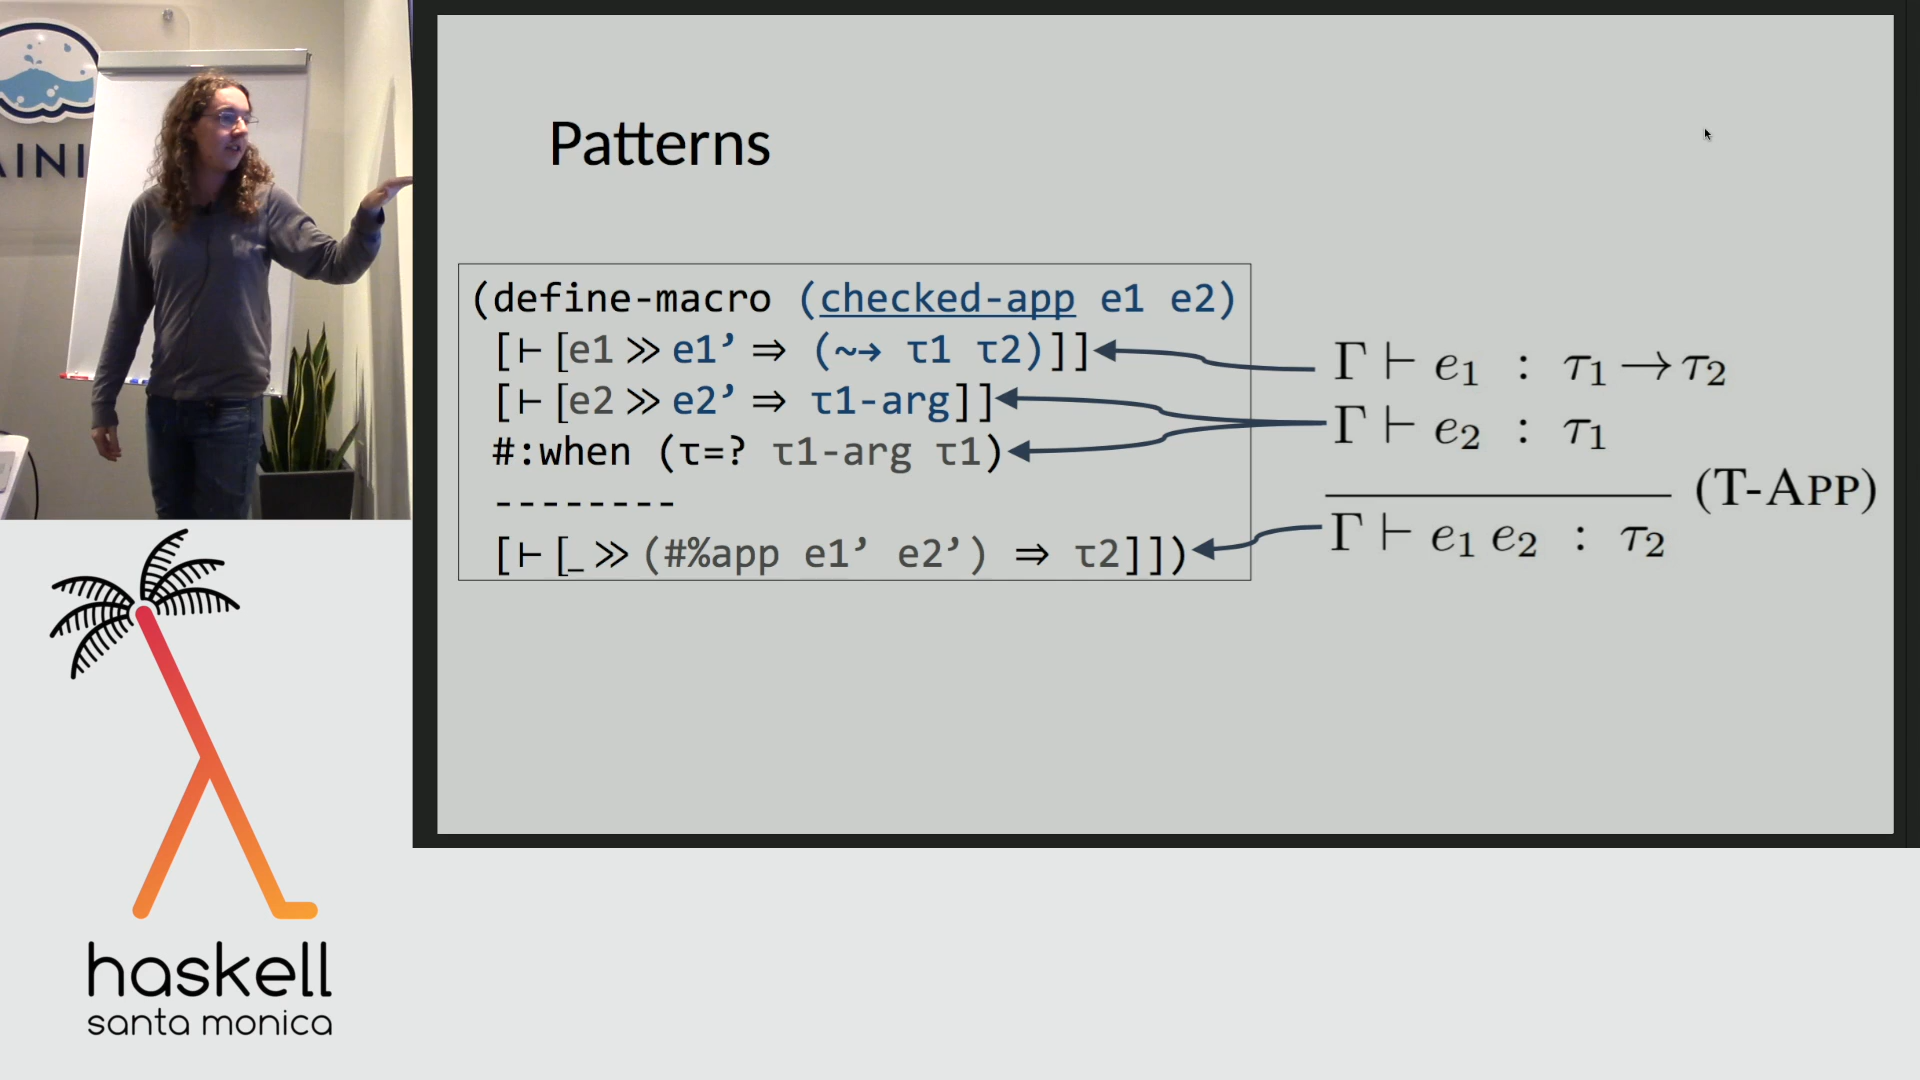 AINI
Patterns
(define-macro (checked-app e1 e2)
[⊢ [e1 ≫ e1’ ⇒ (~→ τ1 τ2)]]
[⊢ [e2 ≫ e2’ ⇒ τ1-arg]]
#:when (τ=? τ1-arg τ1)
--------
[⊢ [_ ≫ (#%app e1’ e2’) ⇒ τ2]])
Γ ⊢ e₁ : τ₁→τ₂
Γ ⊢ e₂ : τ₁
(T-APP)
Γ ⊢ e₁ e₂ : τ₂
haskell
santa monica